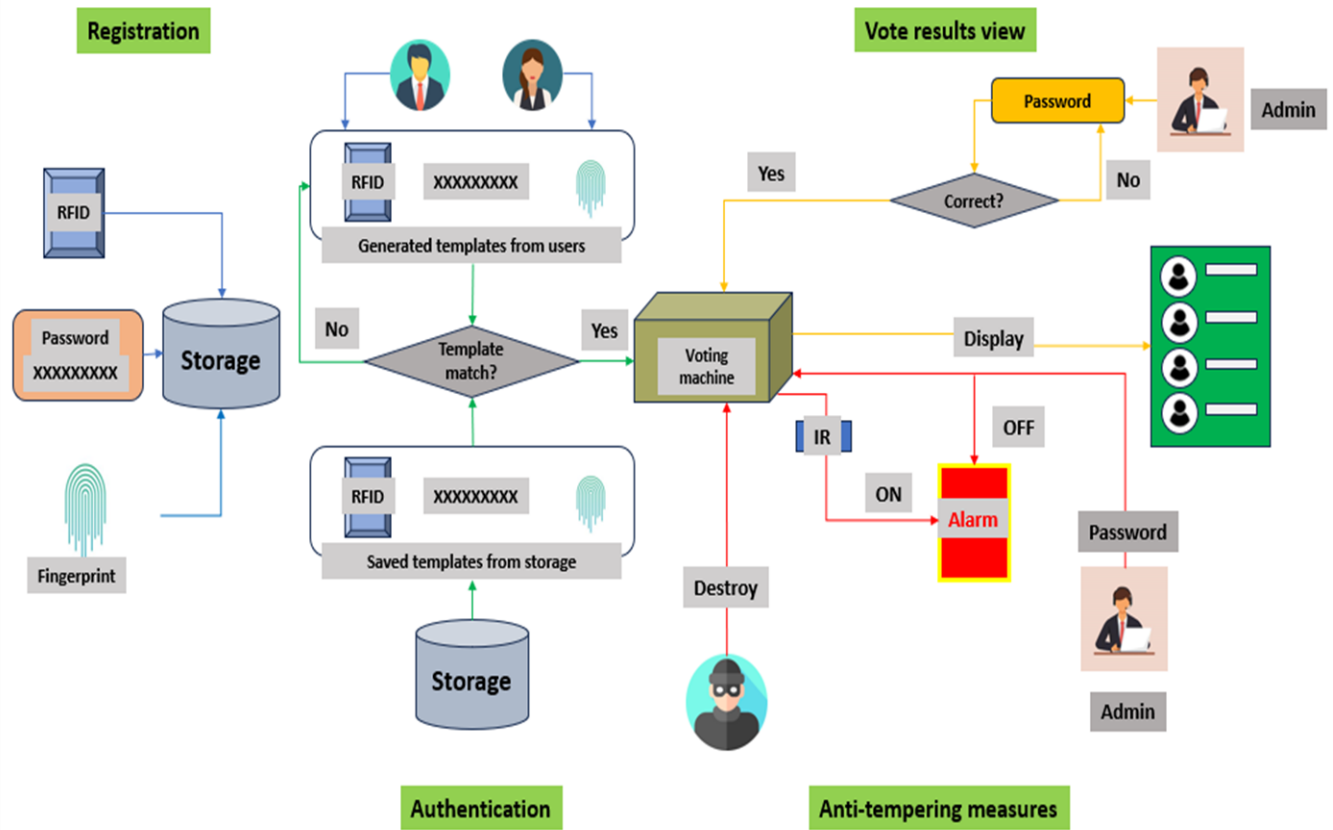 Registration
Vote results view
Password
Admin
RFID
XXXXXXXXX
RFID
Yes
No
Correct?
Generated templates from users
Password
XXXXXXXXX
Storage
No
Template
match?
Yes
Voting
machine
Display
IR
OFF
RFID
XXXXXXXXX
ON
Alarm
Password
Saved templates from storage
Fingerprint
Destroy
Storage
Admin
Authentication
Anti-tempering measures